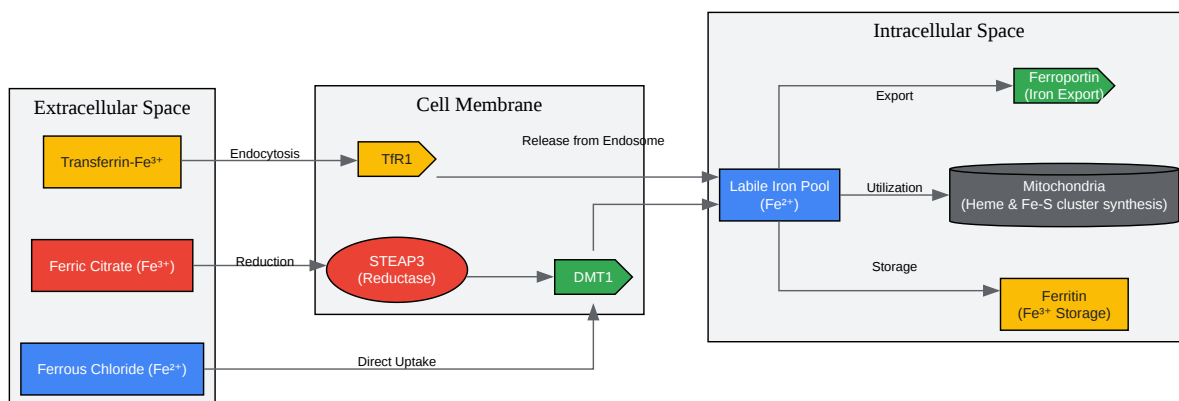 Extracellular Space
Transferrin-Fe³⁺
Ferric Citrate (Fe³⁺)
Ferrous Chloride (Fe²⁺)
Endocytosis
Reduction
Direct Uptake
Cell Membrane
TfR1
STEAP3
(Reductase)
DMT1
Release from Endosome
Intracellular Space
Labile Iron Pool
(Fe²⁺)
Export
Utilization
Storage
Ferroportin
(Iron Export)
Mitochondria
(Heme & Fe-S cluster synthesis)
Ferritin
(Fe³⁺ Storage)